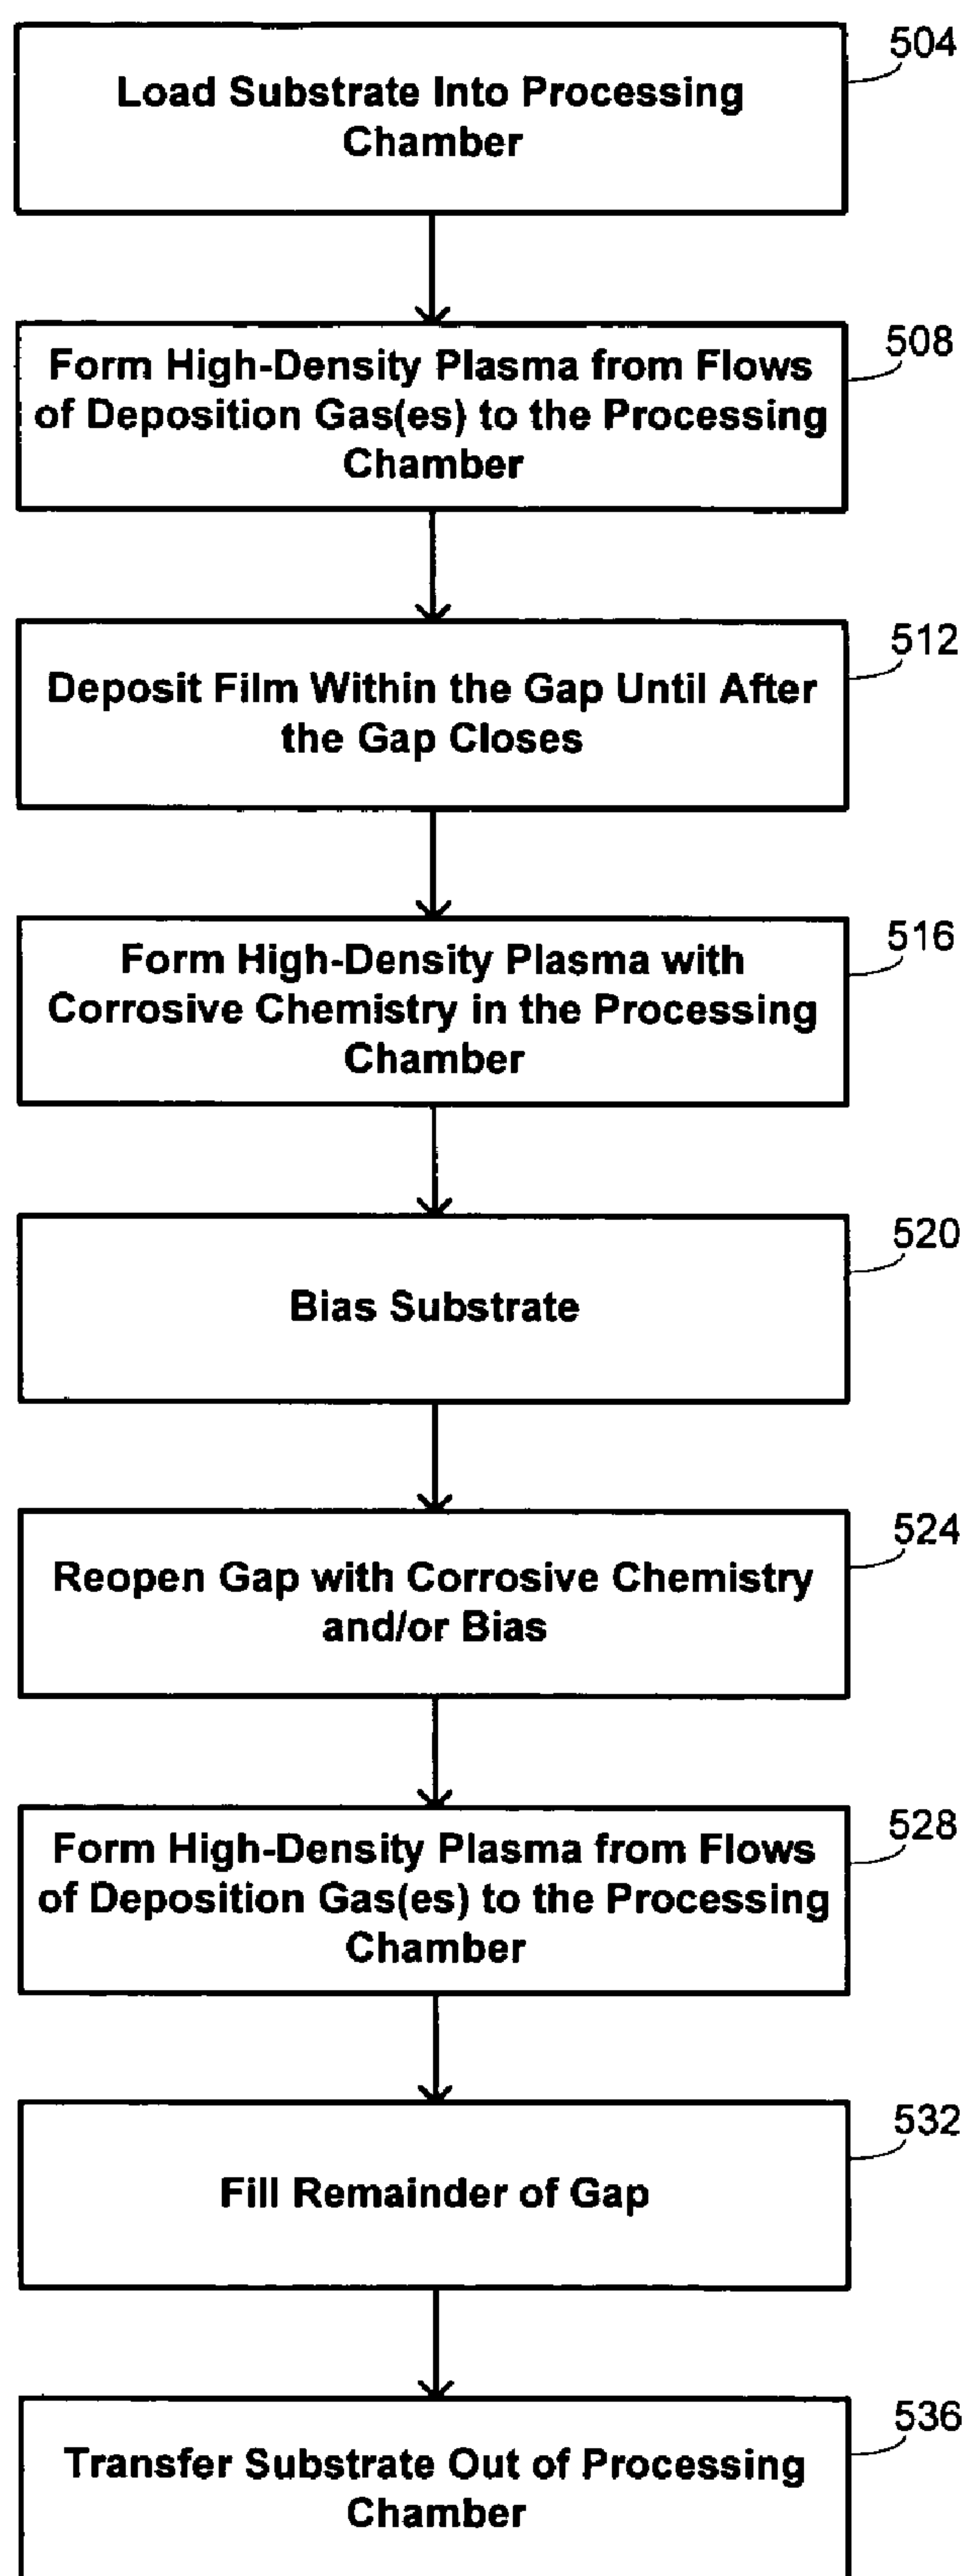 504
Load Substrate Into Processing
Chamber
508
Form High-Density Plasma from Flows
of Deposition Gas(es) to the Processing
Chamber
512
Deposit Film Within the Gap Until After
the Gap Closes
516
Form High-Density Plasma with
Corrosive Chemistry in the Processing
Chamber
520
Bias Substrate
524
Reopen Gap with Corrosive Chemistry
and/or Bias
528
Form High-Density Plasma from Flows
of Deposition Gas(es) to the Processing
Chamber
532
Fill Remainder of Gap
536
Transfer Substrate Out of Processing
Chamber